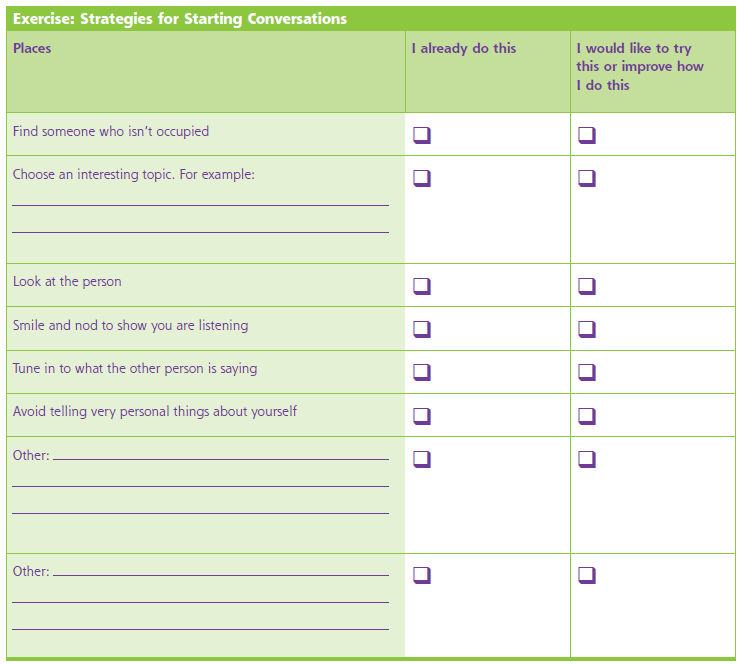 Exercise: Strategies for Starting Conversations
Places
I already do this
I would like to try
this or improve how
I do this
Find someone who isn't occupied
Choose an interesting topic. For example:
Look at the person
Smile and nod to show you are listening
Tune in to what the other person is saying
Avoid telling very personal things about yourself
Other:
Other: